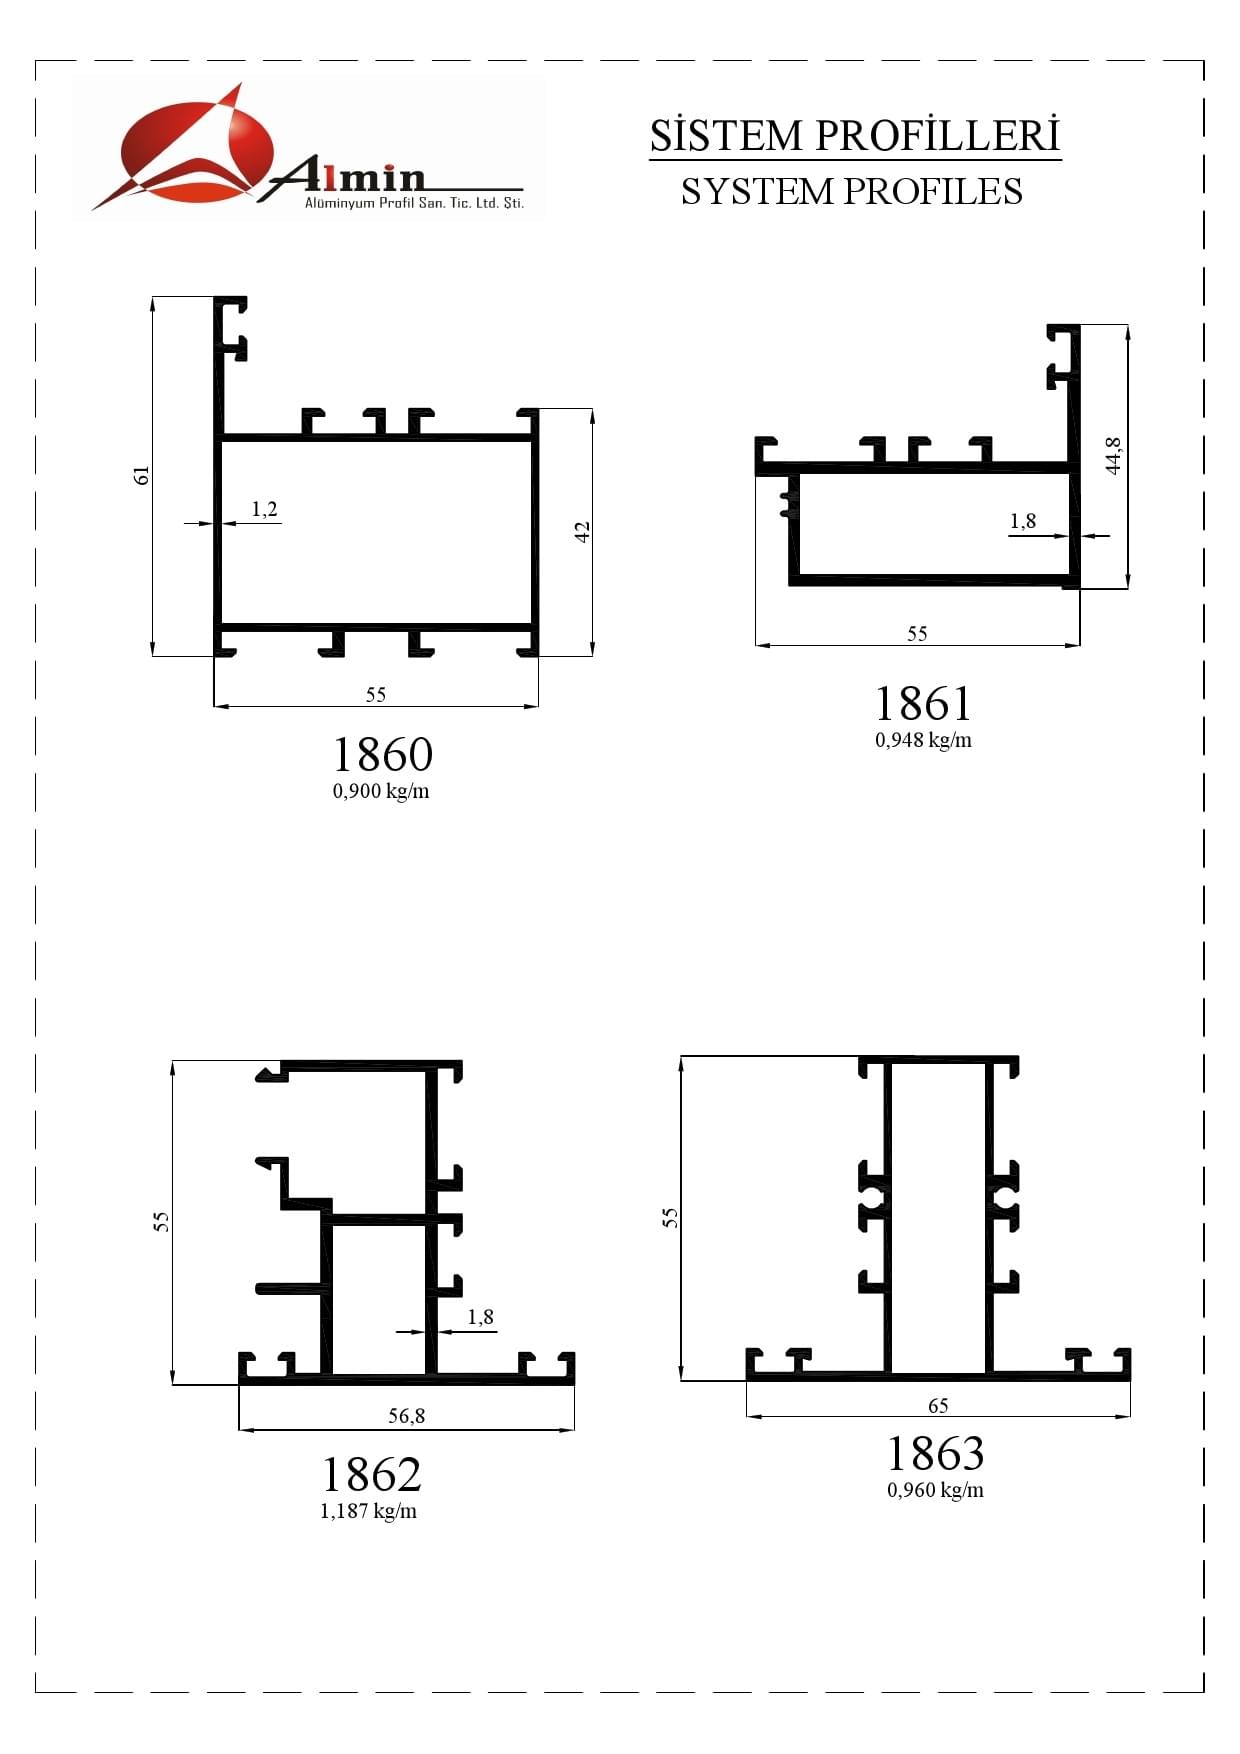 Almin
Alüminyum Profil San. Tic. Ltd. Şti.
SİSTEM PROFİLLERİ
SYSTEM PROFILES
61
1,2
42
55
1860
0,900 kg/m
44,8
1,8
55
1861
0,948 kg/m
55
1,8
56,8
1862
1,187 kg/m
55
65
1863
0,960 kg/m